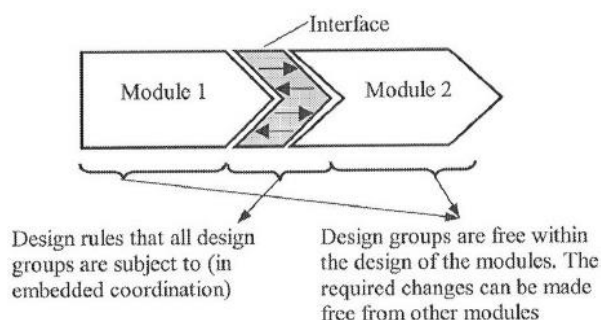 Interface
Module 1
Module 2
Design rules that all design
groups are subject to (in
embedded coordination)
Design groups are free within
the design of the modules. The
required changes can be made
free from other modules